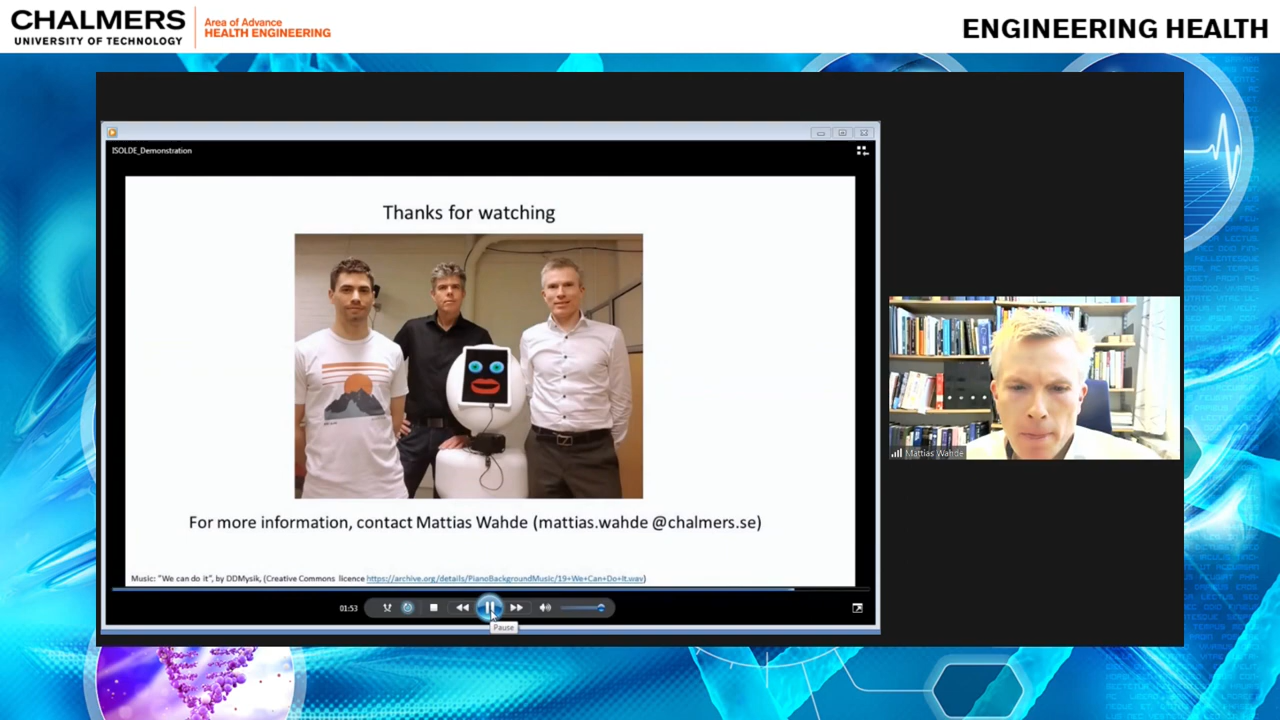 CHALMERS
UNIVERSITY OF TECHNOLOGY
Area of Advance
HEALTH ENGINEERING
ENGINEERING HEALTH
ISOLDE_Demonstration
Thanks for watching
For more information, contact Mattias Wahde (mattias.wahde @chalmers.se)
Music: "We can do it", by DDMysik, (Creative Commons licence https://archive.org/details/PianoBackgroundMusic/19+We+Can+Do+It.wav)
01:53
Pause
Mattias Wahde